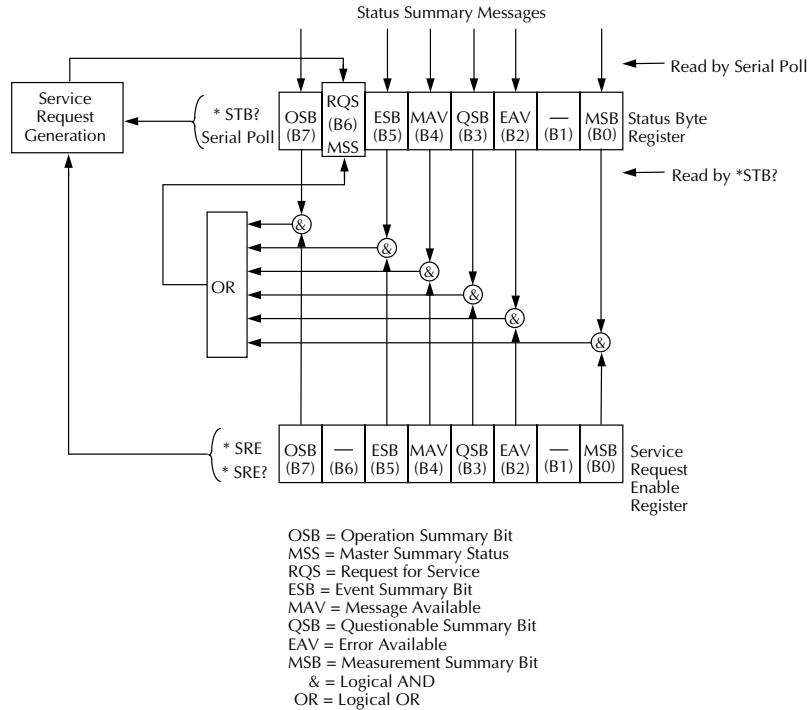 Status Summary Messages
Read by Serial Poll
Service
Request
Generation
* STB?
Serial Poll
OSB
(B7)
RQS
(B6)
MSS
ESB
(B5)
MAV
(B4)
QSB
(B3)
EAV
(B2)
—
(B1)
MSB
(B0)
Status Byte
Register
Read by *STB?
&
&
&
&
&
&
OR
* SRE
* SRE?
OSB
(B7)
—
(B6)
ESB
(B5)
MAV
(B4)
QSB
(B3)
EAV
(B2)
—
(B1)
MSB
(B0)
Service
Request
Enable
Register
OSB = Operation Summary Bit
MSS = Master Summary Status
RQS = Request for Service
ESB = Event Summary Bit
MAV = Message Available
QSB = Questionable Summary Bit
EAV = Error Available
MSB = Measurement Summary Bit
& = Logical AND
OR = Logical OR